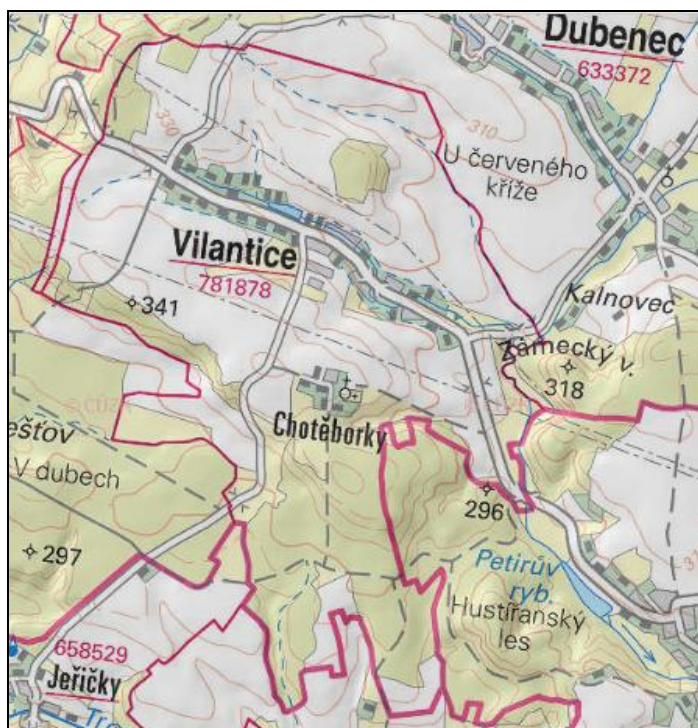 Dubenec
633372
330
310
U červeného
kříže
Vilantice
781878
341
Kalnovec
Zámecký v.
318
Chotěborky
V dubech
296
297
Petirův
ryb.
Hustířanský
les
658529
Jeřičky